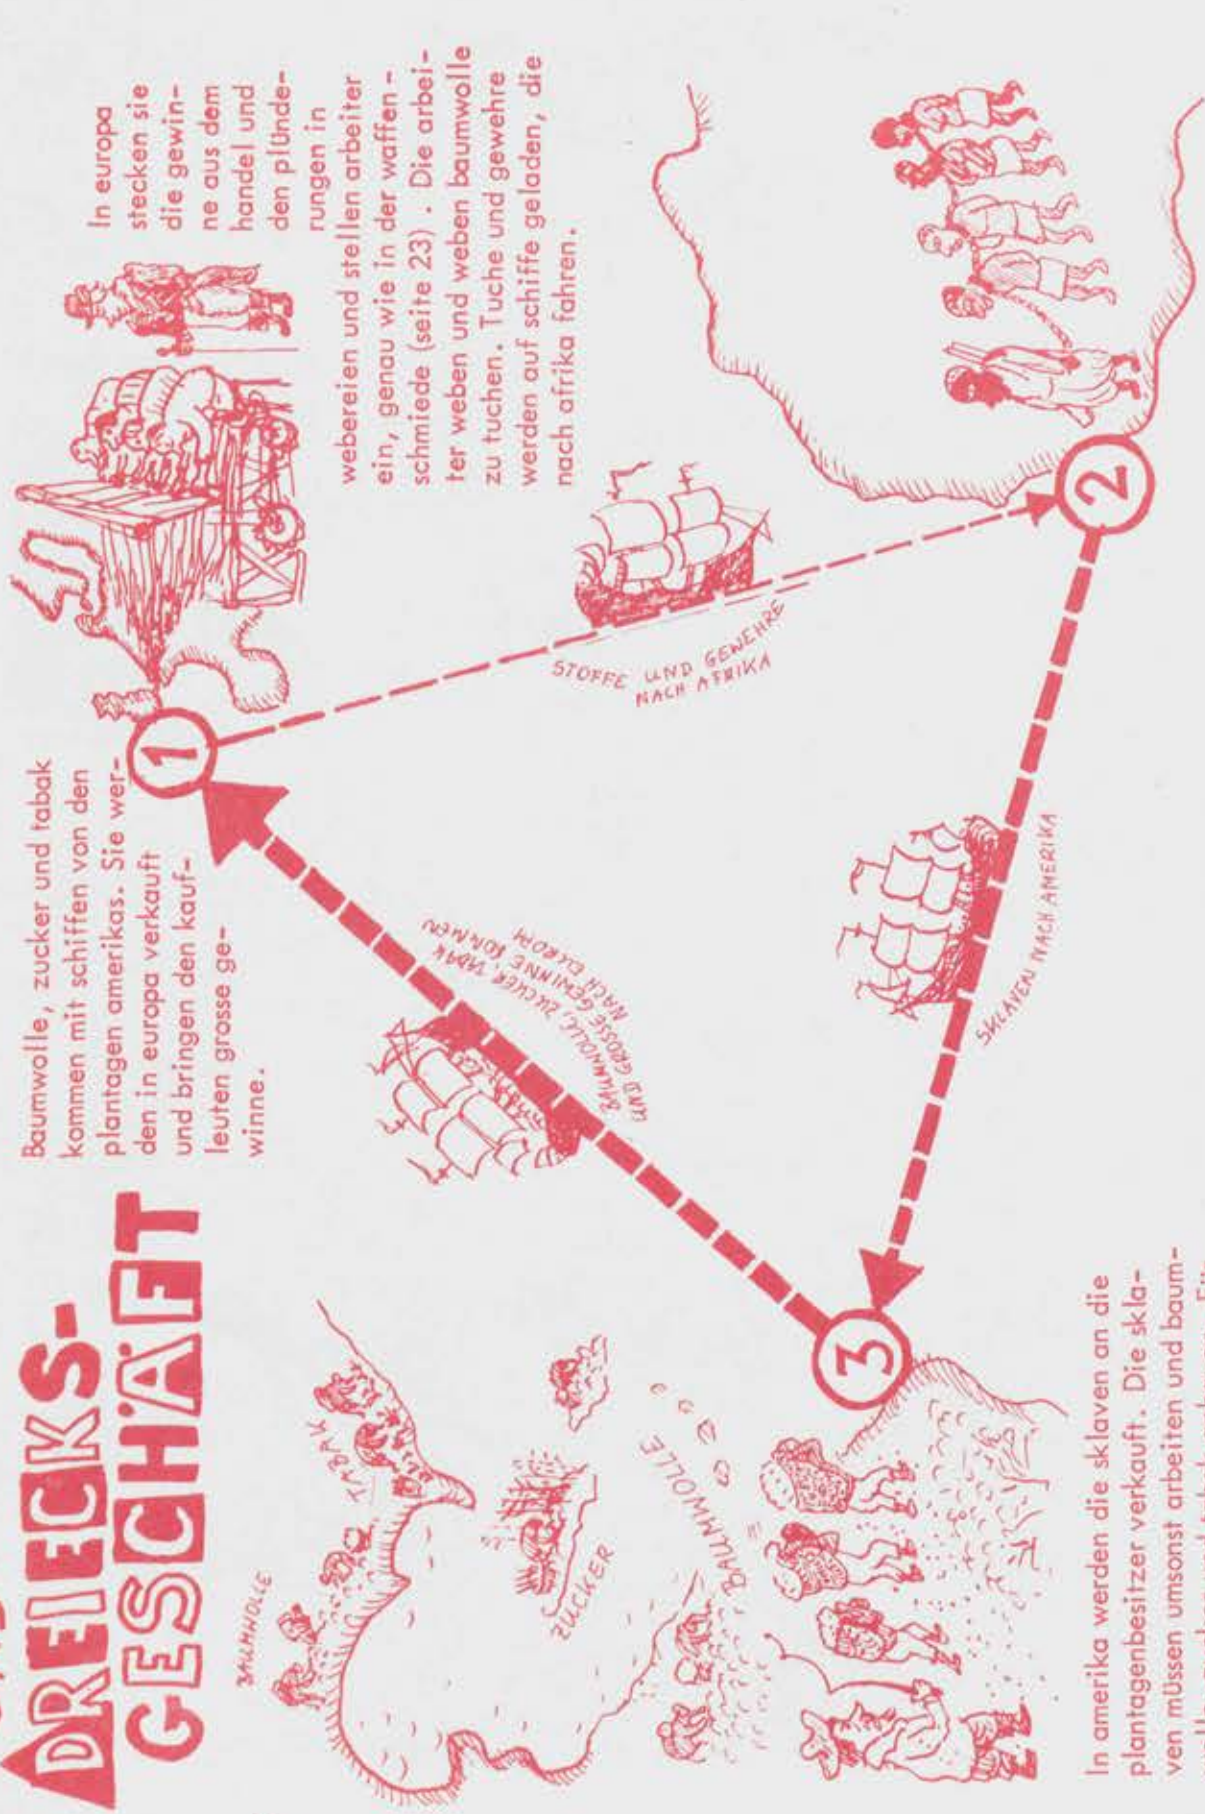 DREIECKS-
GESCHÄFT
Baumwolle, zucker und tabak
kommen mit schiffen von den
plantagen amerikas. Sie wer-
den in europa verkauft
und bringen den kauf-
leuten grosse ge-
winne.
In europa
stecken sie
die gewin-
ne aus dem
handel und
den plünde-
rungen in
webereien und stellen arbeiter
ein, genau wie in der waffen-
schmiede (seite 23). Die arbei-
ter weben und weben baumwolle
zu tuchen. Tuche und gewehre
werden auf schiffe geladen, die
nach afrika fahren.
1
STOFFE UND GEWEHRE
NACH AFRIKA
2
SKLAVEN NACH AMERIKA
3
BAUMWOLLE, ZUCKER, TABAK
UND GROSSE GEWINNE KOMMEN
NACH EUROPA
BAUMWOLLE
TABAK
ZUCKER
BAUMWOLLE
In amerika werden die sklaven an die
plantagenbesitzer verkauft. Die skla-
ven müssen umsonst arbeiten und baum-